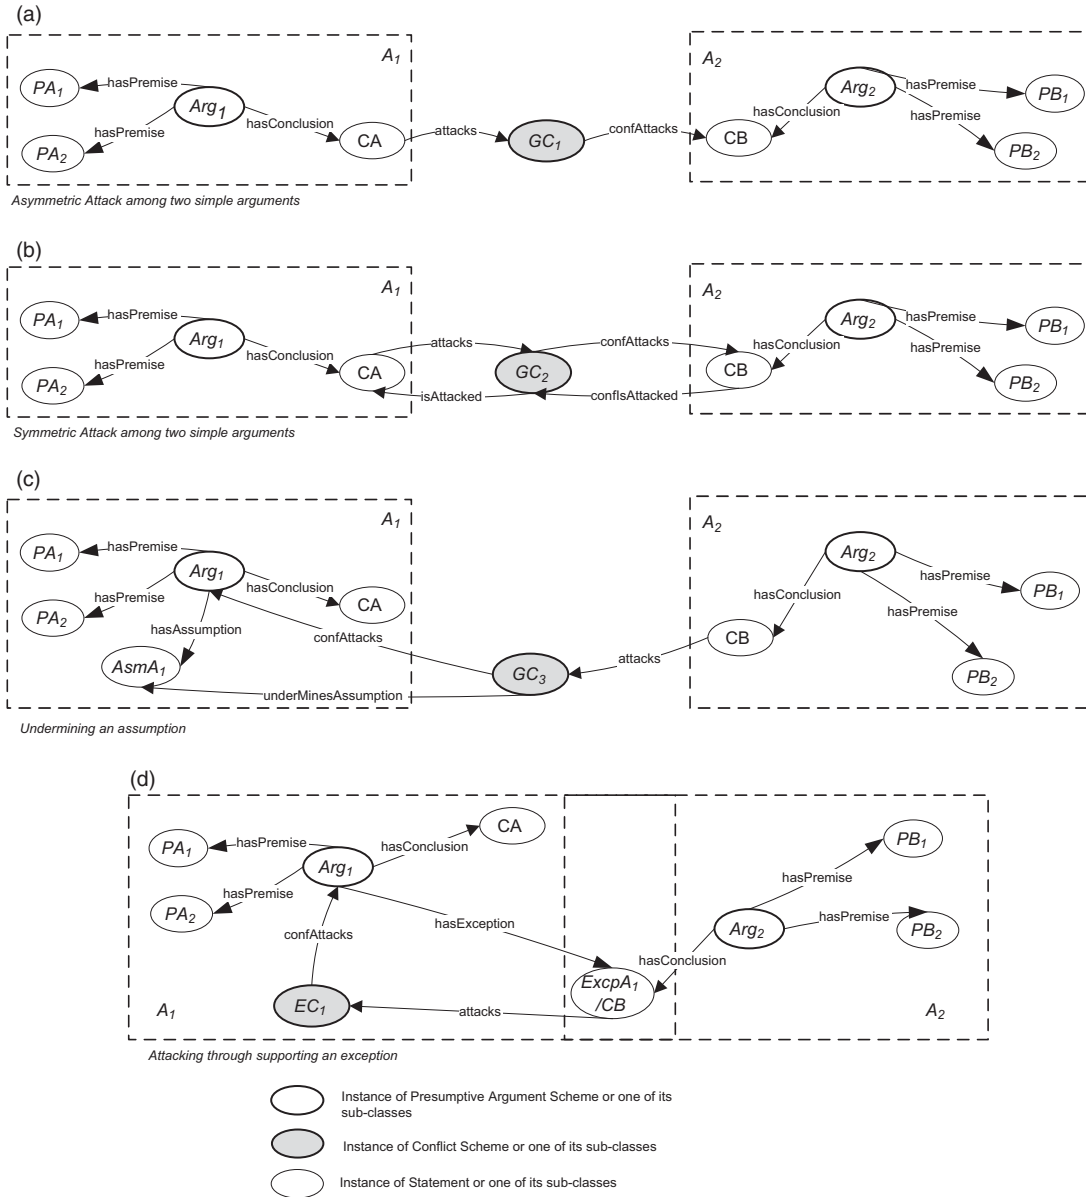 (a)
A1
A2
PA1
hasPremise
Arg1
hasPremise
PA2
hasConclusion
CA
attacks
GC1
confAttacks
CB
hasConclusion
Arg2
hasPremise
PB1
hasPremise
PB2
Asymmetric Attack among two simple arguments
(b)
A1
A2
PA1
hasPremise
Arg1
hasPremise
PA2
hasConclusion
CA
attacks
isAttacked
GC2
confAttacks
confIsAttacked
CB
hasConclusion
Arg2
hasPremise
PB1
hasPremise
PB2
Symmetric Attack among two simple arguments
(c)
A1
A2
PA1
hasPremise
Arg1
hasPremise
PA2
hasConclusion
CA
hasAssumption
confAttacks
AsmA1
underMinesAssumption
GC3
attacks
CB
hasConclusion
Arg2
hasPremise
PB1
hasPremise
PB2
Undermining an assumption
(d)
PA1
hasPremise
Arg1
hasConclusion
CA
hasPremise
PA2
confAttacks
hasException
EC1
attacks
ExcpA1
/CB
hasConclusion
Arg2
hasPremise
PB1
hasPremise
PB2
A1
A2
Attacking through supporting an exception
Instance of Presumptive Argument Scheme or one of its
sub-classes
Instance of Conflict Scheme or one of its sub-classes
Instance of Statement or one of its sub-classes